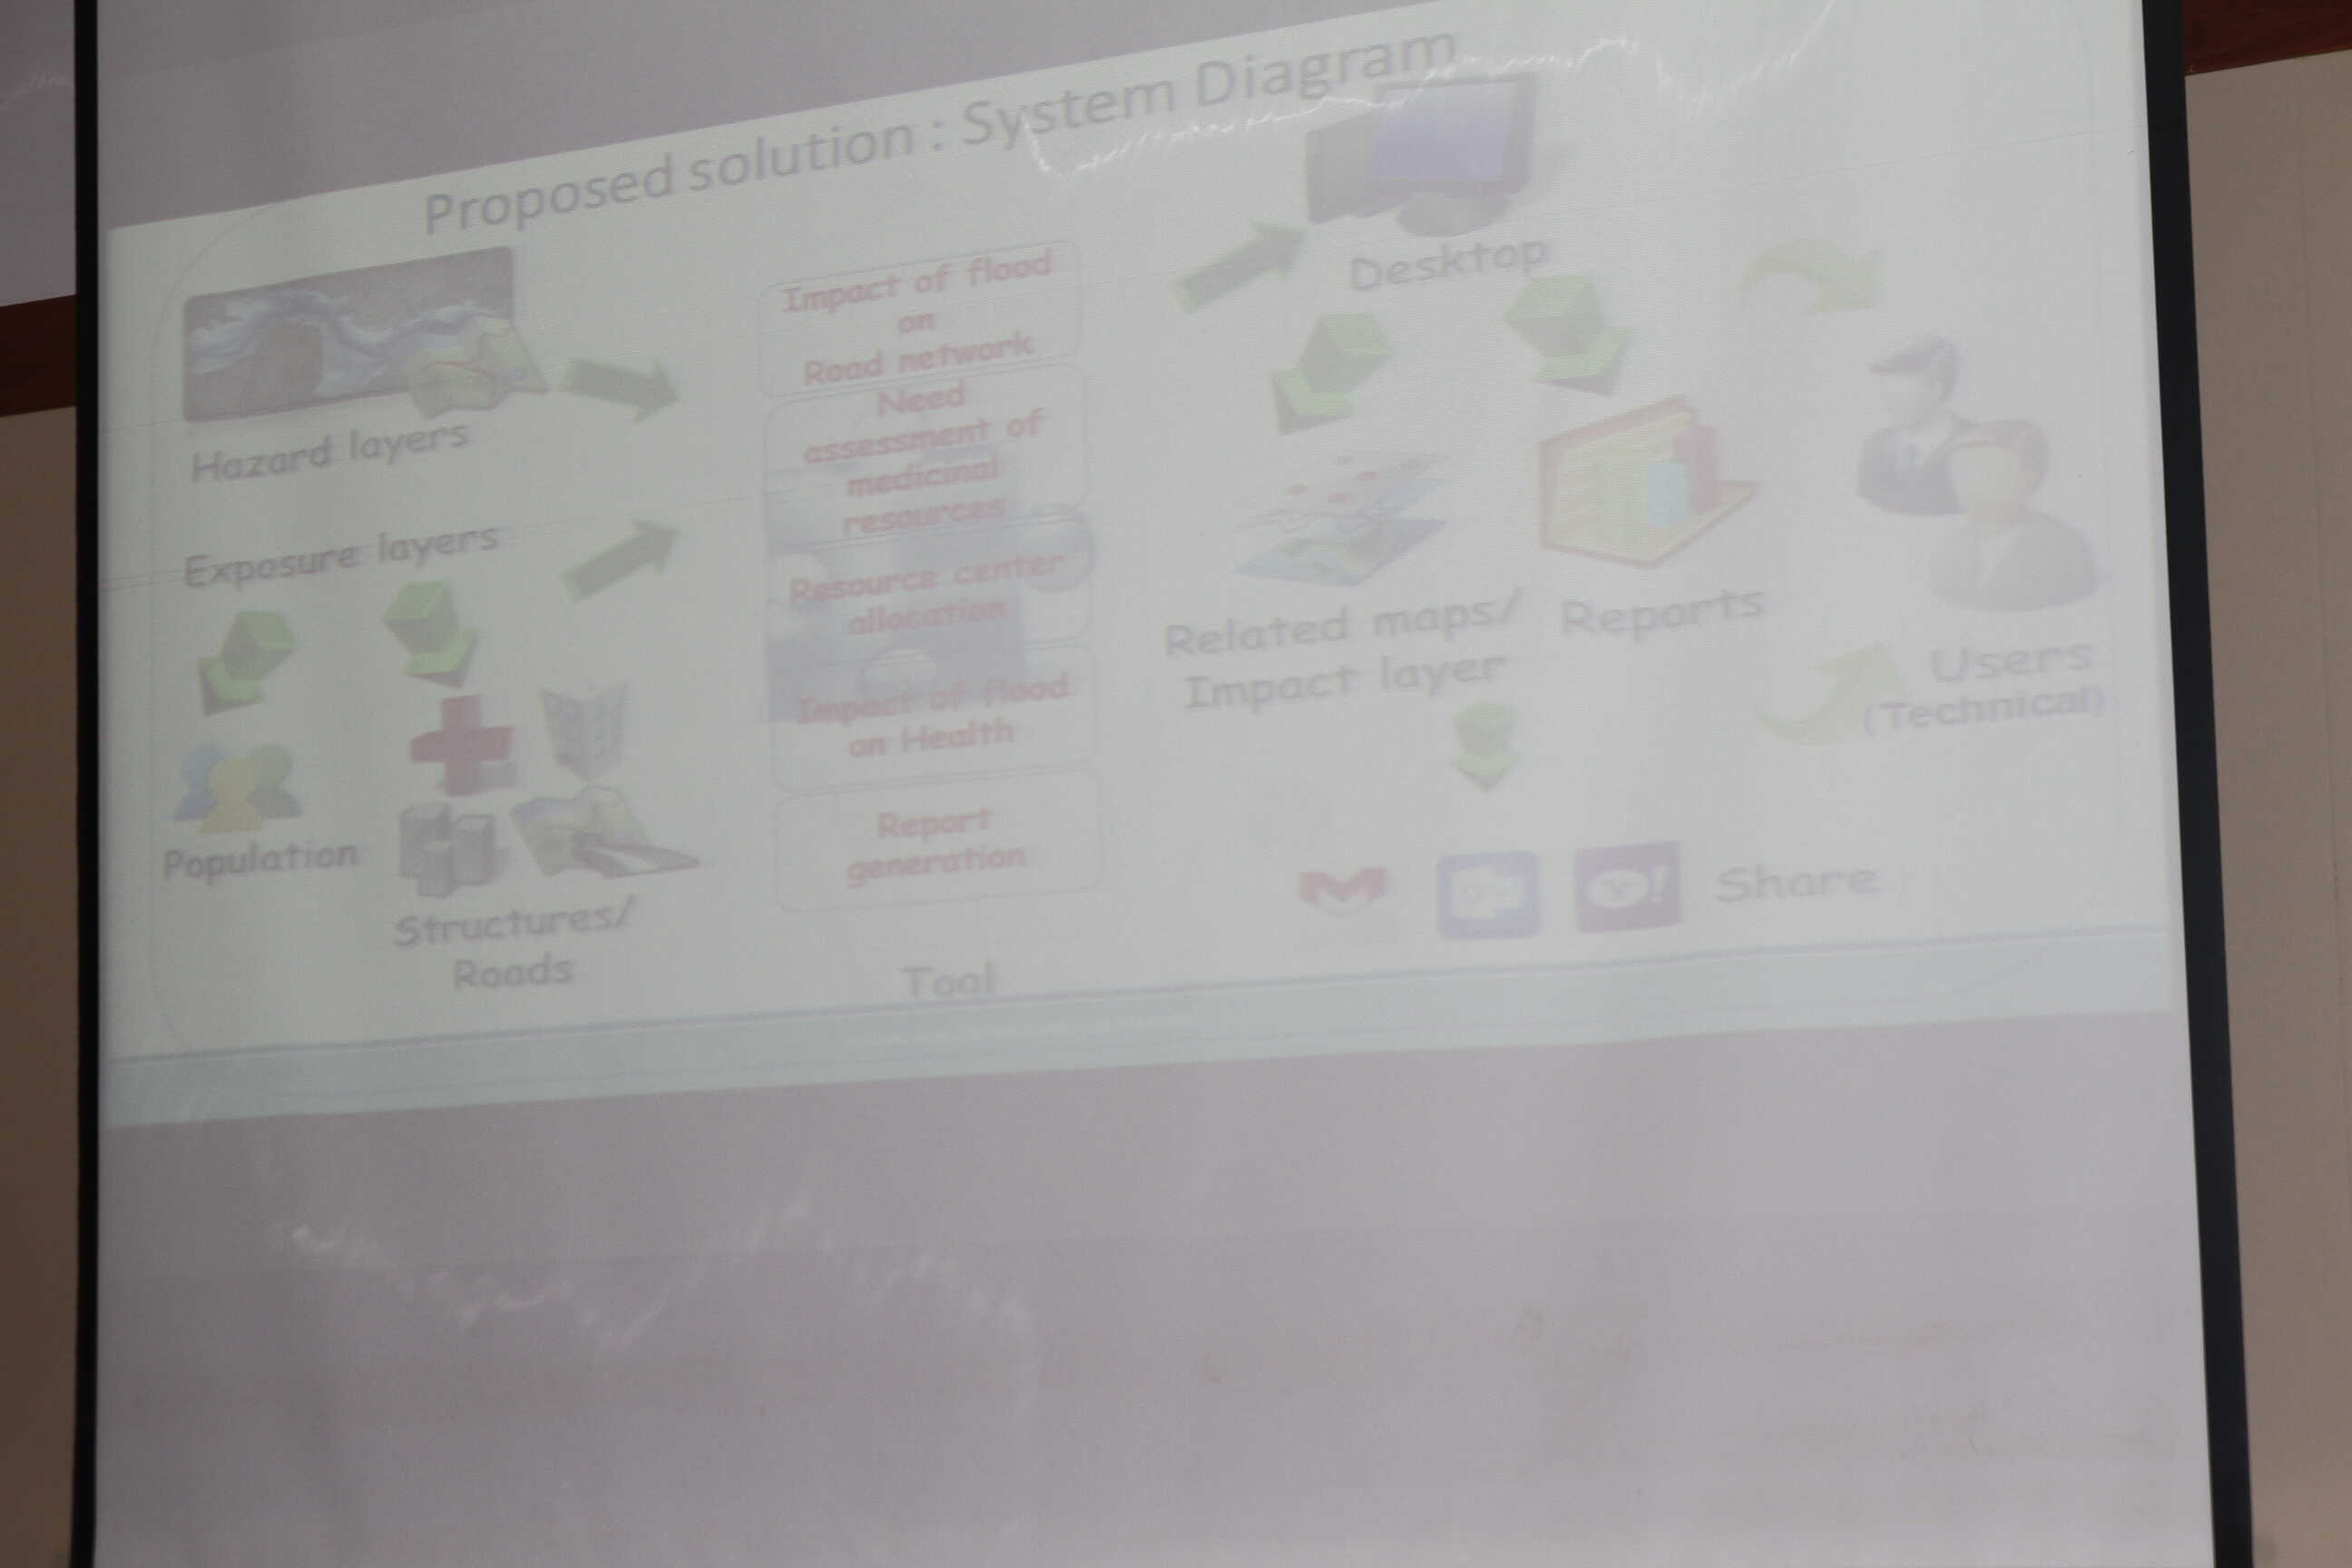 Proposed solution : System Diagram
Hazard layers
Exposure layers
Population
Structures/
Roads
Impact of flood
on
Road network
Need
assessment of
medicinal
resources
Resource center
allocation
Impact of flood
on Health
Report
generation
Tool
Desktop
Related maps/
Impact layer
Reports
Users
(Technical)
Share